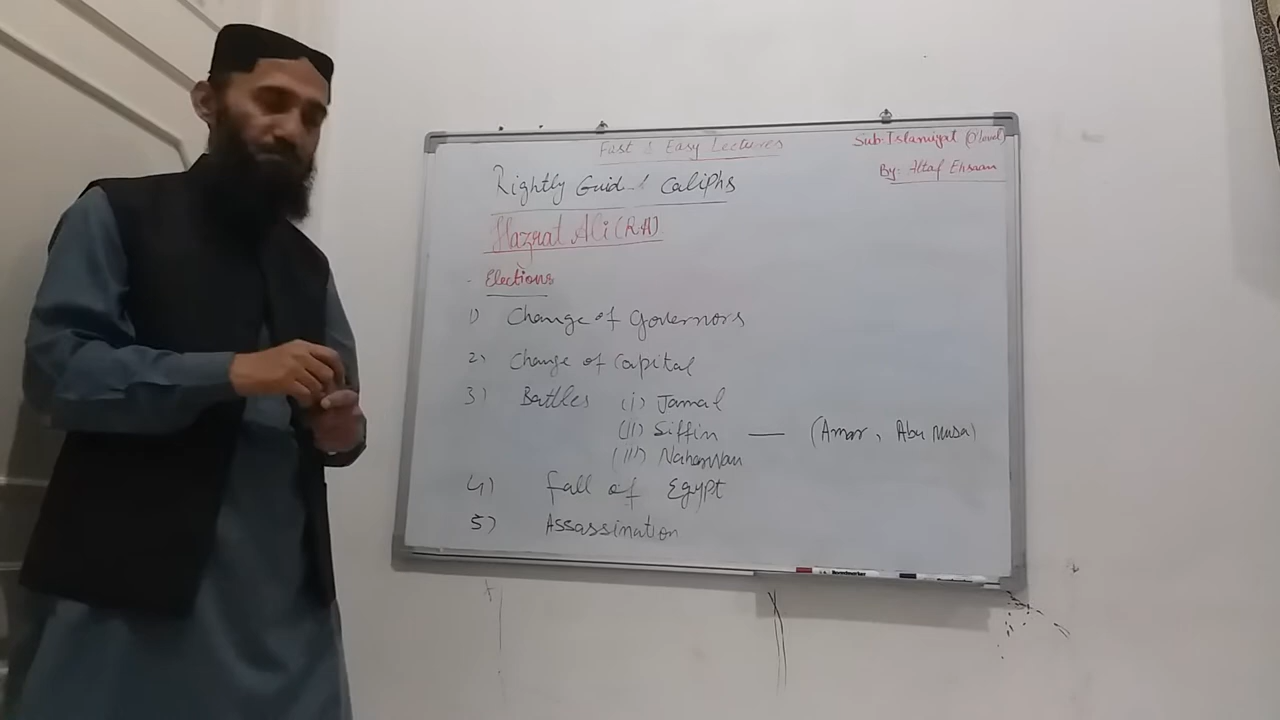 Fast & Easy Lectures
Sub: Islamiyat (O'level)
By: Altaf Ehsaan
Rightly Guided Caliphs
Hazrat Ali (RA)
- Elections
1) Change of Governors
2) Change of Capital
3) Battles (i) Jamal
(ii) Siffin — (Amar, Abu Musa)
(iii) Naharwan
4) Fall of Egypt
5) Assassination